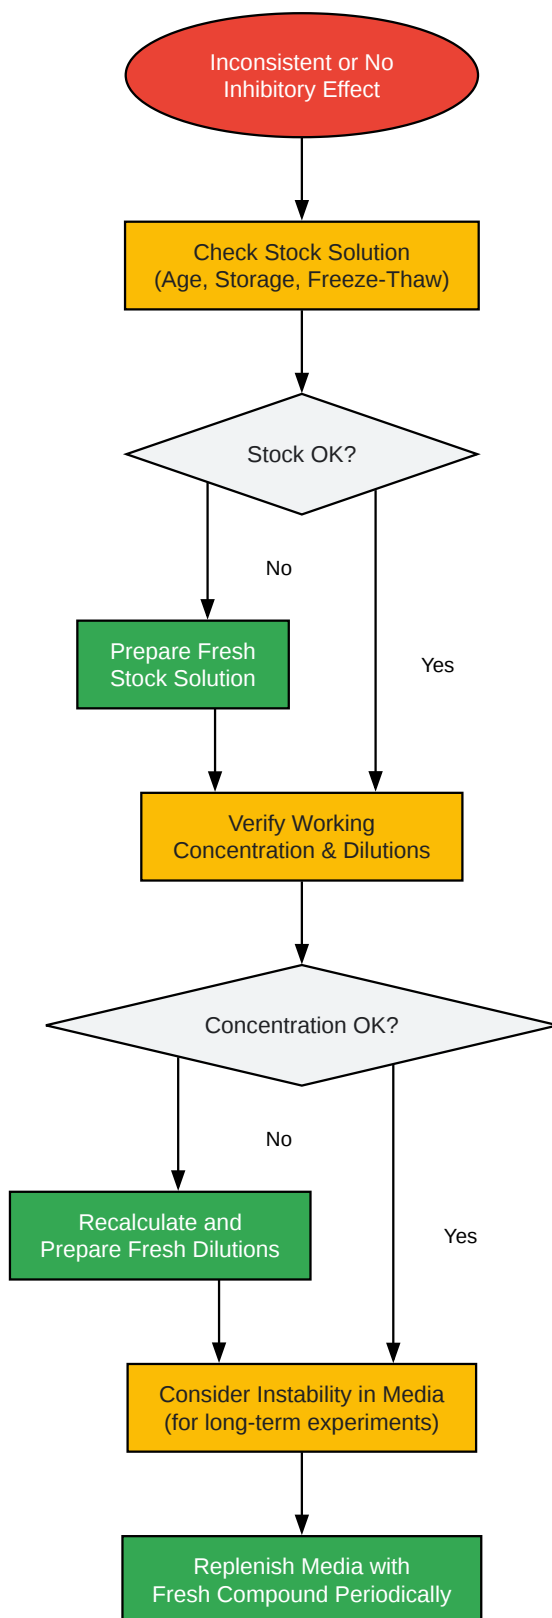 Inconsistent or No
Inhibitory Effect
Check Stock Solution
(Age, Storage, Freeze-Thaw)
Stock OK?
No
Prepare Fresh
Stock Solution
Yes
Verify Working
Concentration & Dilutions
Concentration OK?
No
Recalculate and
Prepare Fresh Dilutions
Yes
Consider Instability in Media
(for long-term experiments)
Replenish Media with
Fresh Compound Periodically